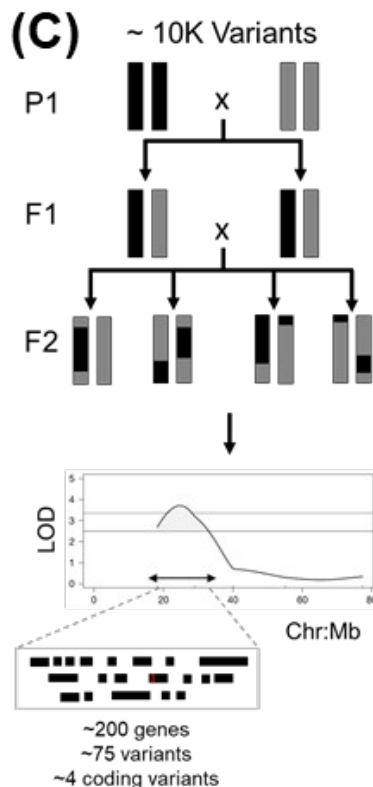 (C) ~ 10K Variants
P1
x
F1
x
F2
5
4
3
2
1
0
LOD
0 20 40 60 80
Chr:Mb
~200 genes
~75 variants
~4 coding variants